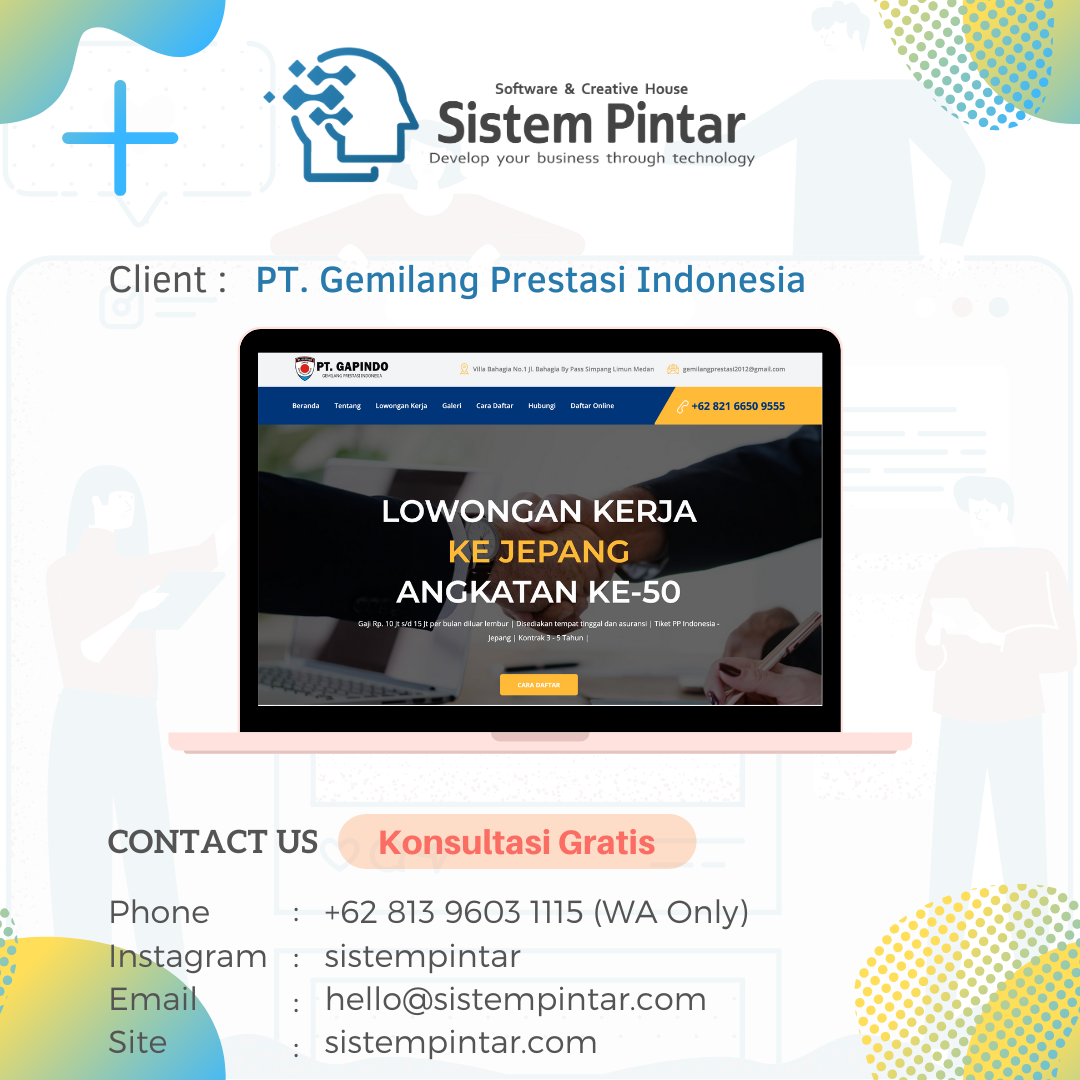 Software & Creative House
Sistem Pintar
Develop your business through technology
Client : PT. Gemilang Prestasi Indonesia
PT. GAPINDO
GEMILANG PRESTASI INDONESIA
Villa Bahagia No.1 Jl. Bahagia By Pass Simpang Limun Medan
gemilangprestasi2012@gmail.com
Beranda Tentang Lowongan Kerja Galeri Cara Daftar Hubungi Daftar Online
+62 821 6650 9555
LOWONGAN KERJA
KE JEPANG
ANGKATAN KE-50
Gaji Rp. 10 Jt s/d 15 Jt per bulan diluar lembur | Disediakan tempat tinggal dan asuransi | Tiket PP Indonesia -
Jepang | Kontrak 3 - 5 Tahun |
CARA DAFTAR
CONTACT US Konsultasi Gratis
Phone : +62 813 9603 1115 (WA Only)
Instagram : sistempintar
Email : hello@sistempintar.com
Site : sistempintar.com